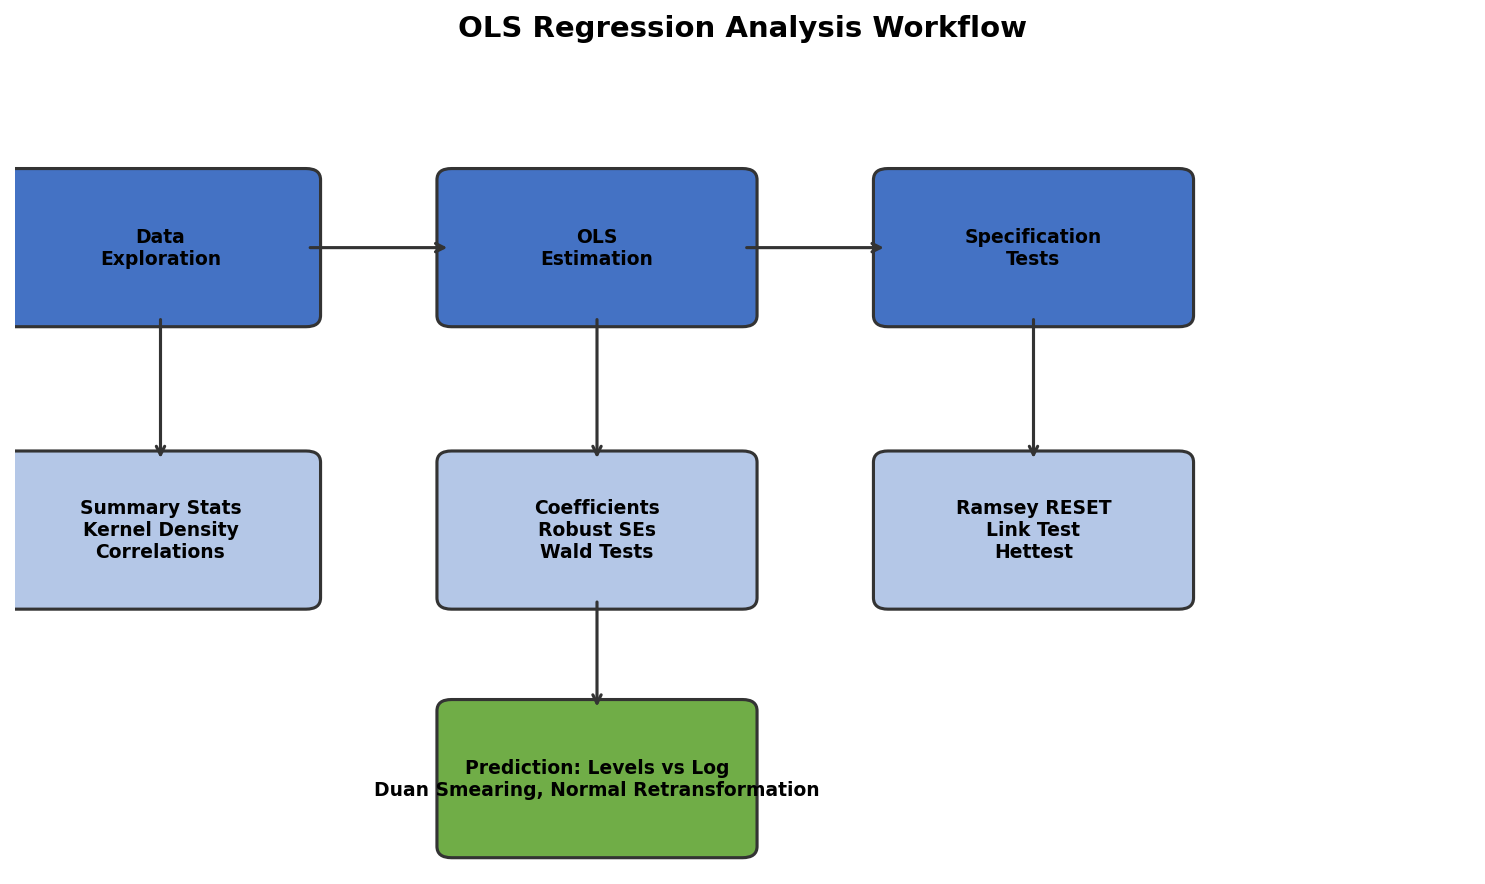 OLS Regression Analysis Workflow
Data
Exploration
OLS
Estimation
Specification
Tests
Summary Stats
Kernel Density
Correlations
Coefficients
Robust SEs
Wald Tests
Ramsey RESET
Link Test
Hettest
Prediction: Levels vs Log
Duan Smearing, Normal Retransformation